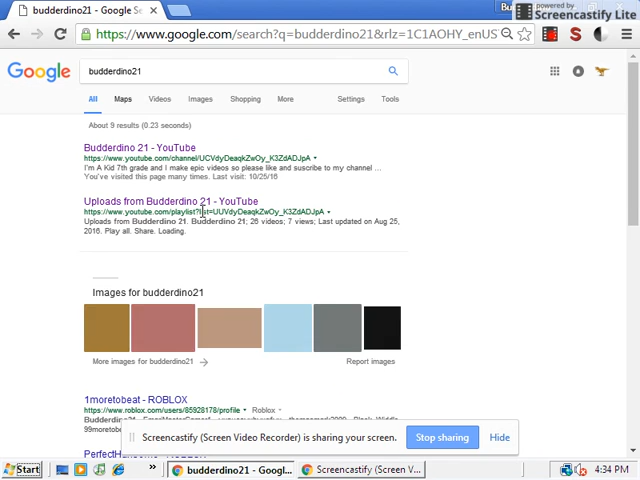 budderdino21 - Google Se
powered by
Screencastify Lite
https://www.google.com/search?q=budderdino21&rlz=1C1AOHY_enUS
Google
budderdino21
All Maps Videos Images Shopping More Settings Tools
About 9 results (0.23 seconds)
Budderdino 21 - YouTube
https://www.youtube.com/channel/UCVdyDeaqkZwOy_K3ZdADJpA
I'm A Kid 7th grade and I make epic videos so please like and suscribe to my channel ...
You've visited this page many times. Last visit: 10/25/16
Uploads from Budderdino 21 - YouTube
https://www.youtube.com/playlist?list=UUVdyDeaqkZwOy_K3ZdADJpA
Uploads from Budderdino 21. Budderdino 21; 26 videos; 7 views; Last updated on Aug 25,
2016. Play all. Share. Loading.
Images for budderdino21
More images for budderdino21 Report images
1moretobeat - ROBLOX
https://www.roblox.com/users/85928178/profile Roblox
Screencastify (Screen Video Recorder) is sharing your screen. Stop sharing Hide
Start budderdino21 - Googl... Screencastify (Screen V... 4:34 PM